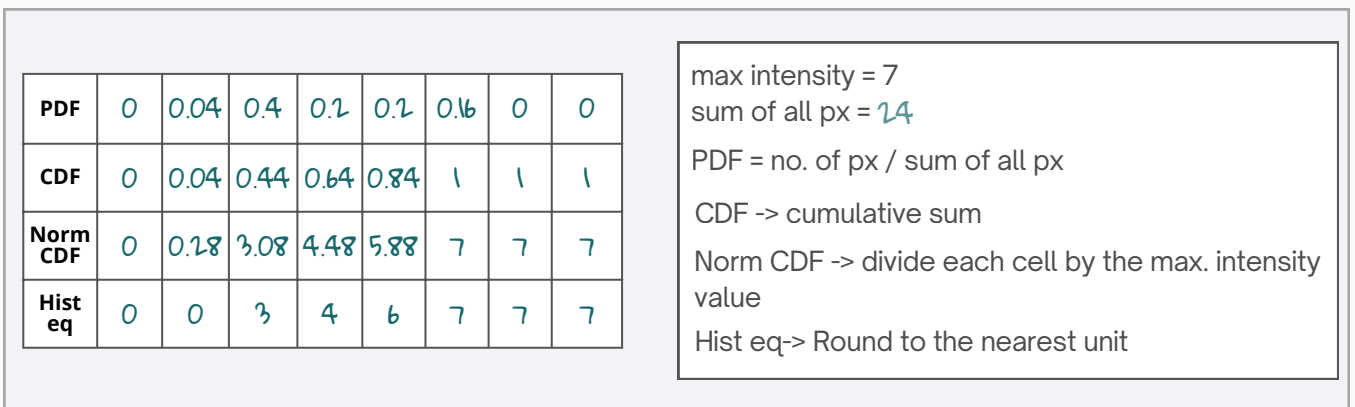 PDF 0 0.04 0.4 0.2 0.2 0.16 0 0
CDF 0 0.04 0.44 0.64 0.84 1 1 1
Norm CDF 0 0.28 3.08 4.48 5.88 7 7 7
Hist eq 0 0 3 4 6 7 7 7
max intensity = 7
sum of all px = 24
PDF = no. of px / sum of all px
CDF -> cumulative sum
Norm CDF -> divide each cell by the max. intensity
value
Hist eq-> Round to the nearest unit